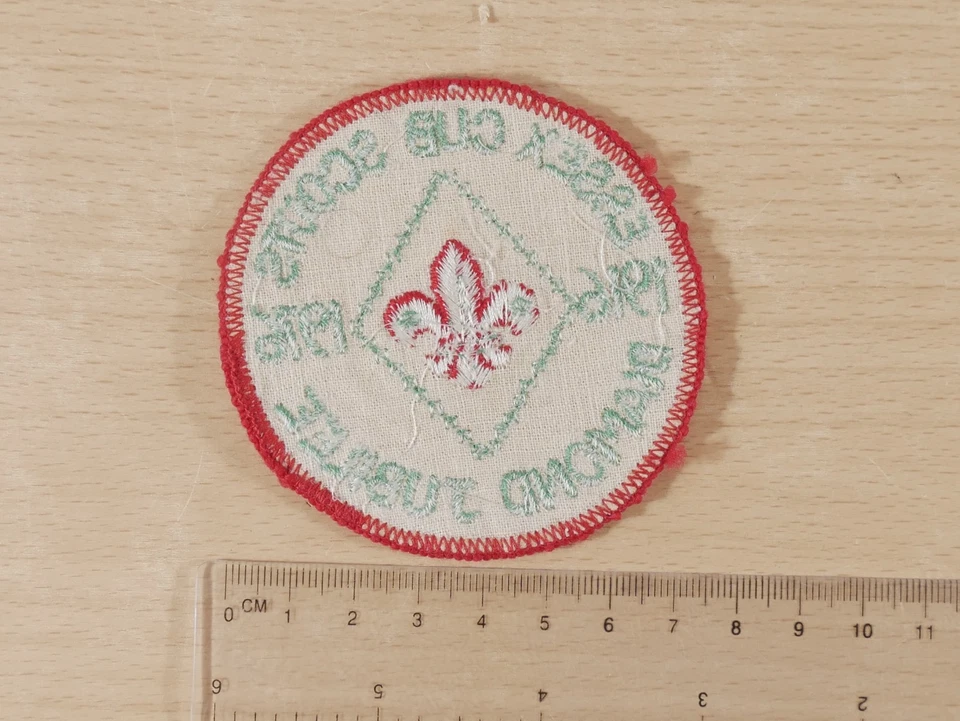 ESSEX CUB SCOUTS
1916 1976
DIAMOND JUBILEE
0 CM 1 2 3 4 5 6 7 8 9 10 11
6 5 4 3 2